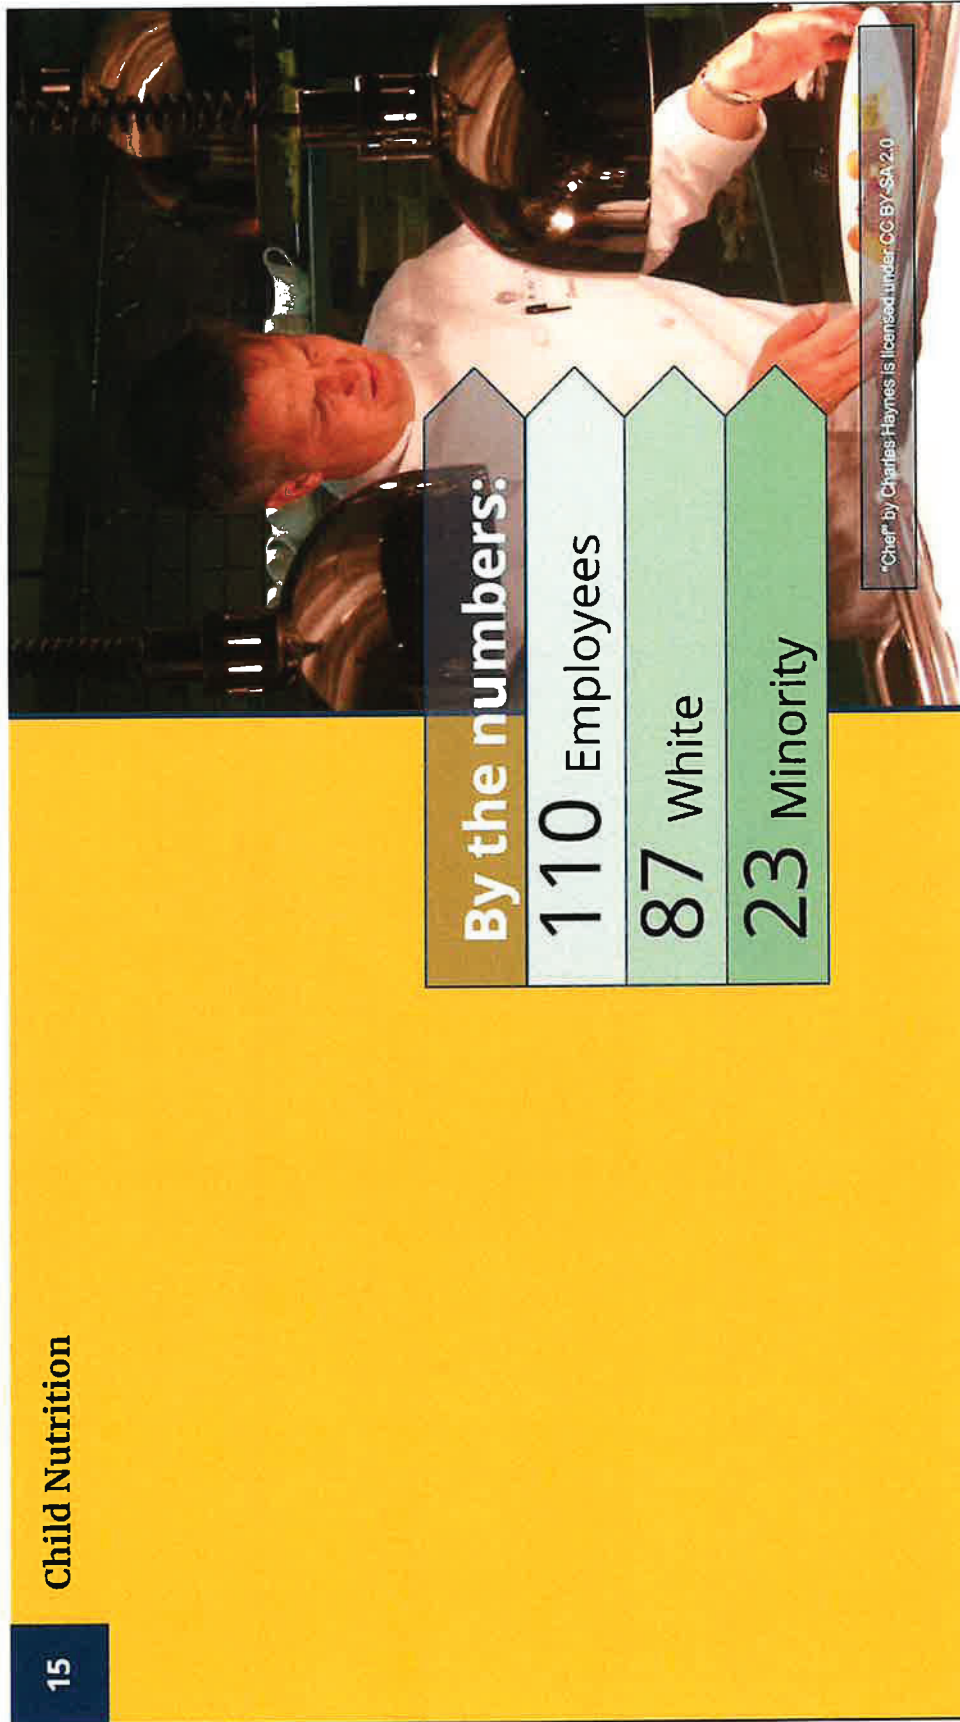 15
Child Nutrition
By the numbers:
110 Employees
87 White
23 Minority
"Chef" by Charles Haynes is licensed under CC BY-SA 2.0